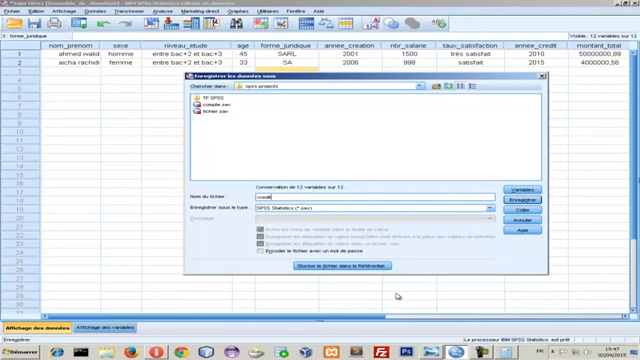 *Sans titre1 [Ensemble_de_données0] - IBM SPSS Statistics Editeur de données
Fichier Edition Affichage Données Transformer Analyse Marketing direct Graphes Utilitaires Fenêtre Aide
3 : forme_juridique
Visible : 12 variables sur 12
nom_prenom sexe niveau_etude age forme_juridique annee_creation nbr_salarie taux_satisfaction annee_credit montant_total
1 ahmed walid homme entre bac+2 et bac+3 45 SARL 2001 1500 très satisfait 2010 50000000,89
2 aicha rachidi femme entre bac+2 et bac+3 33 SA 2006 998 satisfait 2015 4000000,56
Enregistrer les données sous
Chercher dans : spss projects
TP SPSS
compte.sav
fichier.sav
Conservation de 12 variables sur 12.
Nom du fichier :
Enregistrer sous le type : SPSS Statistics (*.sav)
Encodage :
Encoder le fichier avec un mot de passe
Variables
Enregistrer
Coller
Annuler
Aide
Stocker le fichier dans le Référentiel...
Affichage des données Affichage des variables
Le processeur IBM SPSS Statistics est prêt
Démarrer
FR
19:47
02/04/2015